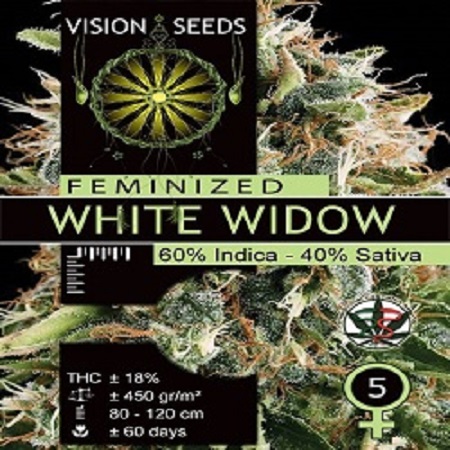 VISION SEEDS
FEMINIZED
WHITE WIDOW
60% Indica - 40% Sativa
THC ± 18%
± 450 gr/m²
80 - 120 cm
± 60 days
5